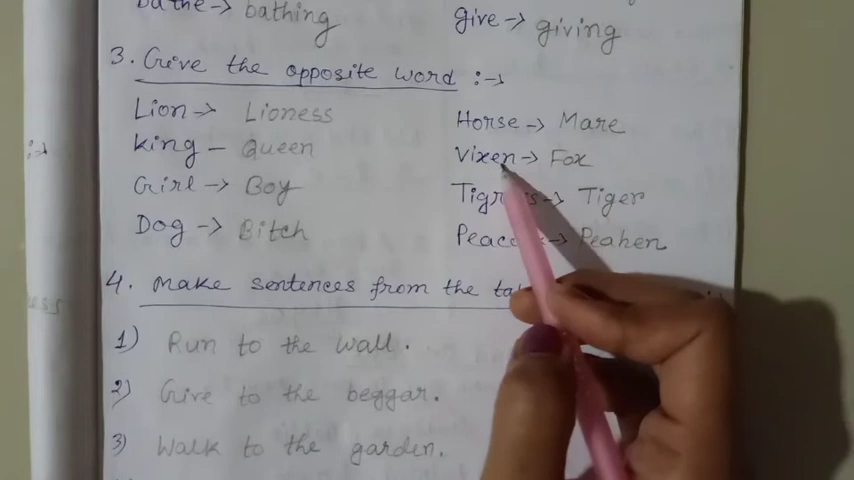 bathe → bathing give → giving
3. Give the opposite word :→
Lion → Lioness Horse → Mare
King – Queen Vixen → Fox
Girl → Boy → Tiger
Dog → Bitch → Peahen
4. Make sentences from the
1) Run to the wall.
2) Give to the beggar.
3) Walk to the garden.